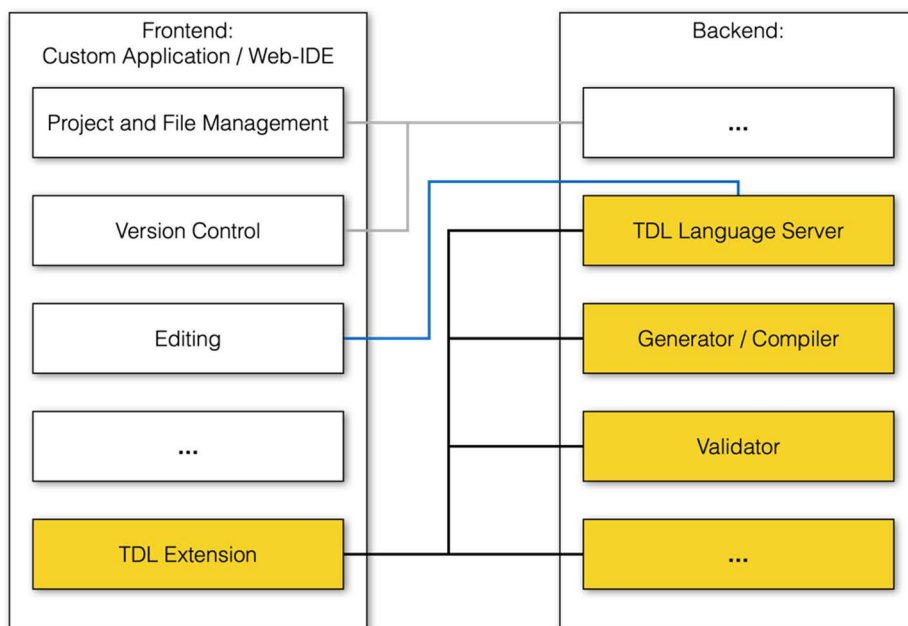 Frontend:
Custom Application / Web-IDE
Project and File Management
Version Control
Editing
...
TDL Extension
Backend:
...
TDL Language Server
Generator / Compiler
Validator
...